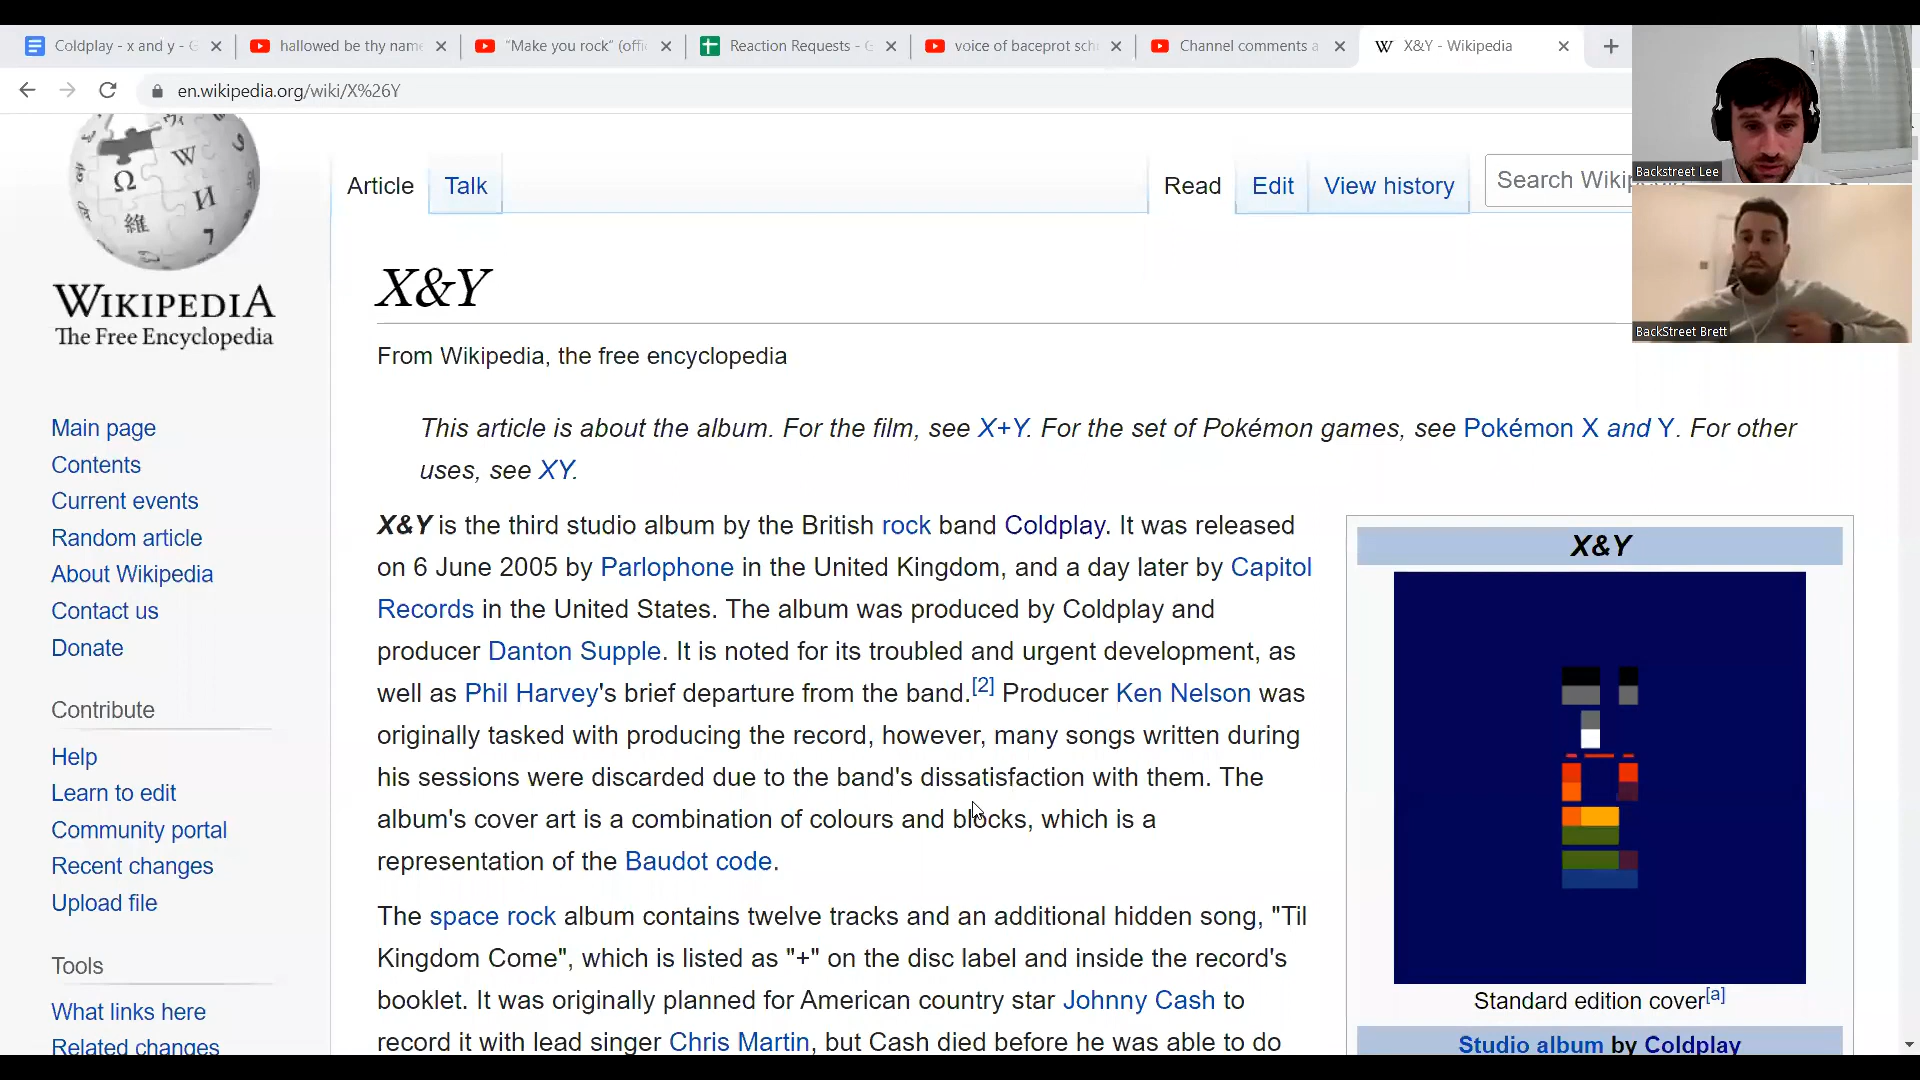 Coldplay - x and y - G
hallowed be thy name
"Make you rock" (offi
Reaction Requests - G
voice of baceprot sch
Channel comments a
X&Y - Wikipedia
en.wikipedia.org/wiki/X%26Y
Backstreet Lee
BackStreet Brett
WIKIPEDIA
The Free Encyclopedia
Main page
Contents
Current events
Random article
About Wikipedia
Contact us
Donate
Contribute
Help
Learn to edit
Community portal
Recent changes
Upload file
Tools
What links here
Related changes
Article Talk
Read Edit View history
Search Wikipedia
X&Y
From Wikipedia, the free encyclopedia
This article is about the album. For the film, see X+Y. For the set of Pokémon games, see Pokémon X and Y. For other
uses, see XY.
X&Y is the third studio album by the British rock band Coldplay. It was released
on 6 June 2005 by Parlophone in the United Kingdom, and a day later by Capitol
Records in the United States. The album was produced by Coldplay and
producer Danton Supple. It is noted for its troubled and urgent development, as
well as Phil Harvey's brief departure from the band.[2] Producer Ken Nelson was
originally tasked with producing the record, however, many songs written during
his sessions were discarded due to the band's dissatisfaction with them. The
album's cover art is a combination of colours and blocks, which is a
representation of the Baudot code.
The space rock album contains twelve tracks and an additional hidden song, "Til
Kingdom Come", which is listed as "+" on the disc label and inside the record's
booklet. It was originally planned for American country star Johnny Cash to
record it with lead singer Chris Martin, but Cash died before he was able to do
X&Y
Standard edition cover[a]
Studio album by Coldplay